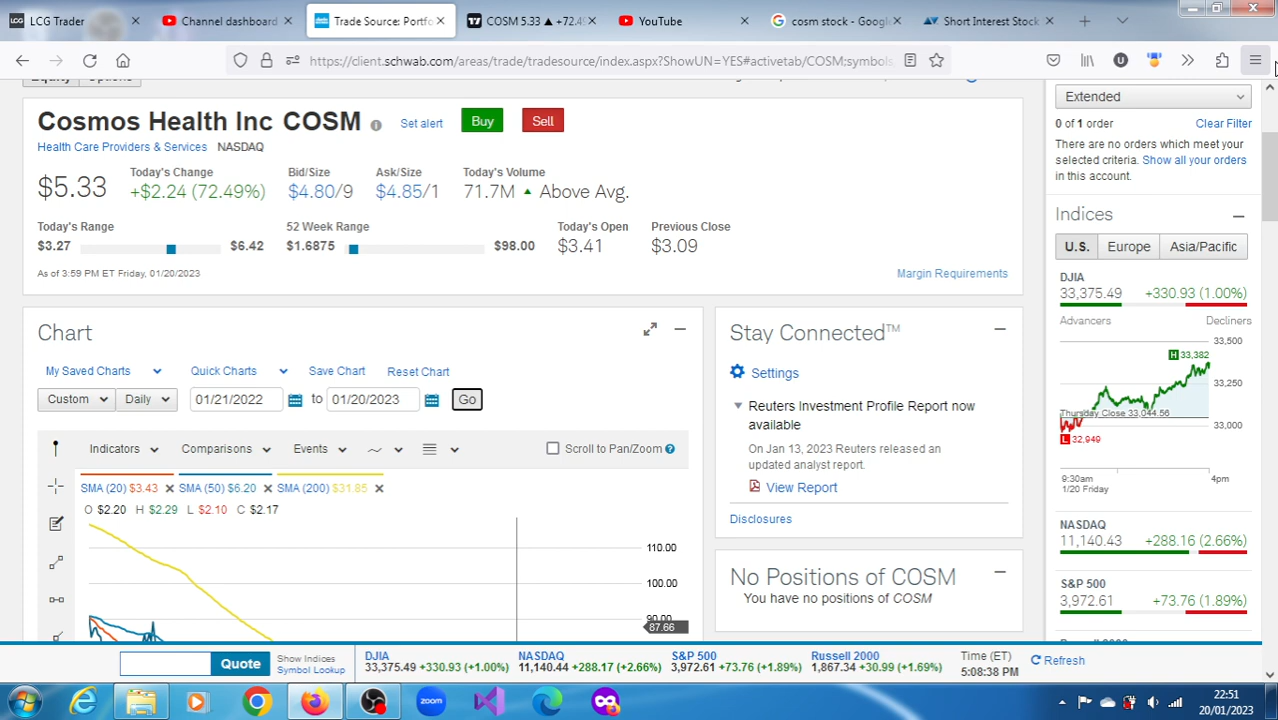 LCG Trader
Channel dashboard
Trade Source: Portfo
COSM 5.33 ▲ +72.4
YouTube
cosm stock - Google
Short Interest Stock
https://client.schwab.com/areas/trade/tradesource/index.aspx?ShowUN=YES#activetab/COSM;symbols
Equity Options
Cosmos Health Inc COSM
Set alert
Buy
Sell
Health Care Providers & Services NASDAQ
$5.33
Today's Change
+$2.24 (72.49%)
Bid/Size
$4.80/9
Ask/Size
$4.85/1
Today's Volume
71.7M ▲ Above Avg.
Today's Range
$3.27 $6.42
52 Week Range
$1.6875 $98.00
Today's Open
$3.41
Previous Close
$3.09
As of 3:59 PM ET Friday, 01/20/2023
Margin Requirements
Chart
My Saved Charts
Quick Charts
Save Chart
Reset Chart
Custom
Daily
01/21/2022
to
01/20/2023
Go
Indicators
Comparisons
Events
Scroll to Pan/Zoom
SMA (20) $3.43 SMA (50) $6.20 SMA (200) $31.85
O $2.20 H $2.29 L $2.10 C $2.17
110.00
100.00
90.00
87.66
Stay Connected™
Settings
Reuters Investment Profile Report now
available
On Jan 13, 2023 Reuters released an
updated analyst report.
View Report
Disclosures
No Positions of COSM
You have no positions of COSM
Extended
0 of 1 order
Clear Filter
There are no orders which meet your
selected criteria. Show all your orders
in this account.
Indices
U.S.
Europe
Asia/Pacific
DJIA
33,375.49 +330.93 (1.00%)
Advancers Decliners
33,500
H 33,382
33,250
Thursday Close 33,044.56
33,000
L 32,949
9:30am 4pm
1/20 Friday
NASDAQ
11,140.43 +288.16 (2.66%)
S&P 500
3,972.61 +73.76 (1.89%)
Quote
Show Indices
Symbol Lookup
DJIA
33,375.49 +330.93 (+1.00%)
NASDAQ
11,140.44 +288.17 (+2.66%)
S&P 500
3,972.61 +73.76 (+1.89%)
Russell 2000
1,867.34 +30.99 (+1.69%)
Time (ET)
5:08:38 PM
Refresh
zoom
22:51
20/01/2023